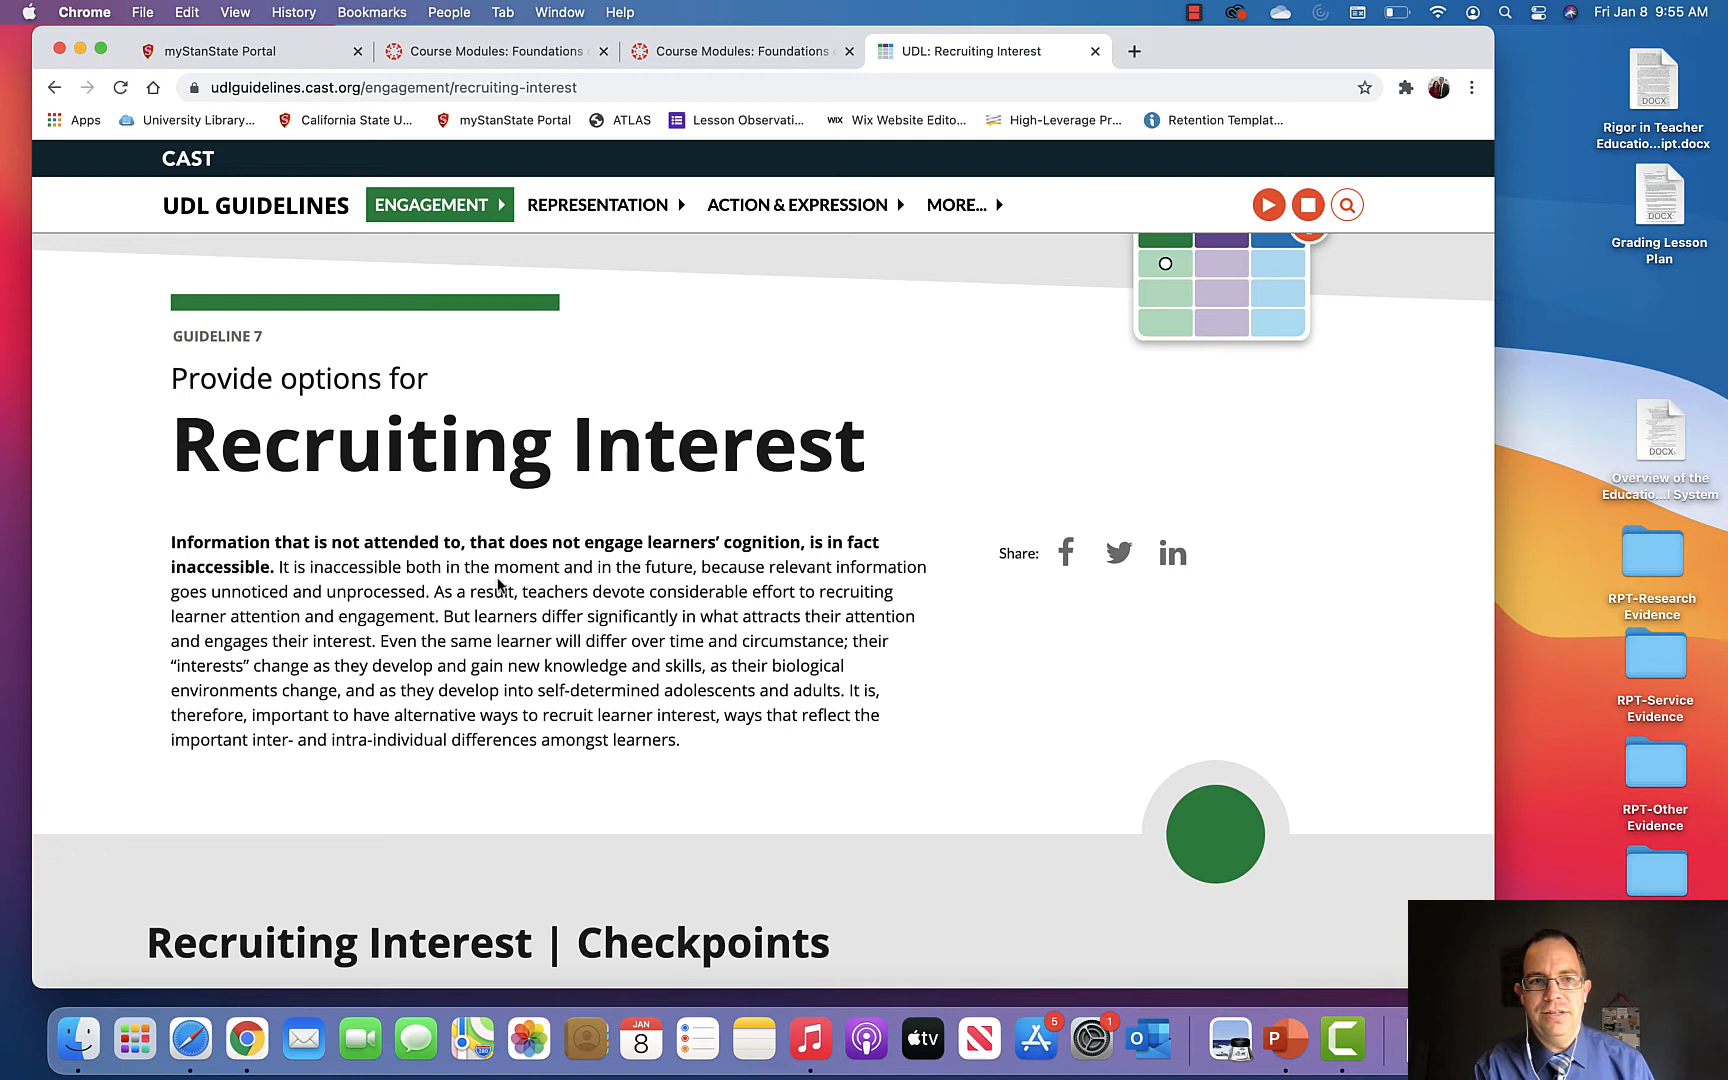 Chrome File Edit View History Bookmarks People Tab Window Help Fri Jan 8 9:55 AM
myStanState Portal Course Modules: Foundations Course Modules: Foundations UDL: Recruiting Interest
udlguidelines.cast.org/engagement/recruiting-interest
Apps University Library... California State U... myStanState Portal ATLAS Lesson Observati... WIX Wix Website Edito... High-Leverage Pr... Retention Templat...
CAST
UDL GUIDELINES ENGAGEMENT REPRESENTATION ACTION & EXPRESSION MORE...
GUIDELINE 7
Provide options for
Recruiting Interest
Information that is not attended to, that does not engage learners’ cognition, is in fact
inaccessible. It is inaccessible both in the moment and in the future, because relevant information
goes unnoticed and unprocessed. As a result, teachers devote considerable effort to recruiting
learner attention and engagement. But learners differ significantly in what attracts their attention
and engages their interest. Even the same learner will differ over time and circumstance; their
“interests” change as they develop and gain new knowledge and skills, as their biological
environments change, and as they develop into self-determined adolescents and adults. It is,
therefore, important to have alternative ways to recruit learner interest, ways that reflect the
important inter- and intra-individual differences amongst learners.
Share:
Recruiting Interest | Checkpoints
DOCX
Rigor in Teacher
Educatio...ipt.docx
DOCX
Grading Lesson
Plan
DOCX
Overview of the
Educatio...l System
RPT-Research
Evidence
RPT-Service
Evidence
RPT-Other
Evidence
JAN
8
280
tv
5
1